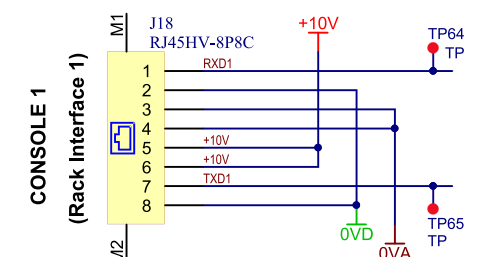 M1
J18
RJ45HV-8P8C
+10V
TP64
TP
CONSOLE 1
(Rack Interface 1)
1
RXD1
2
3
4
5
+10V
6
+10V
7
TXD1
8
TP65
TP
0VD
0VA
M2